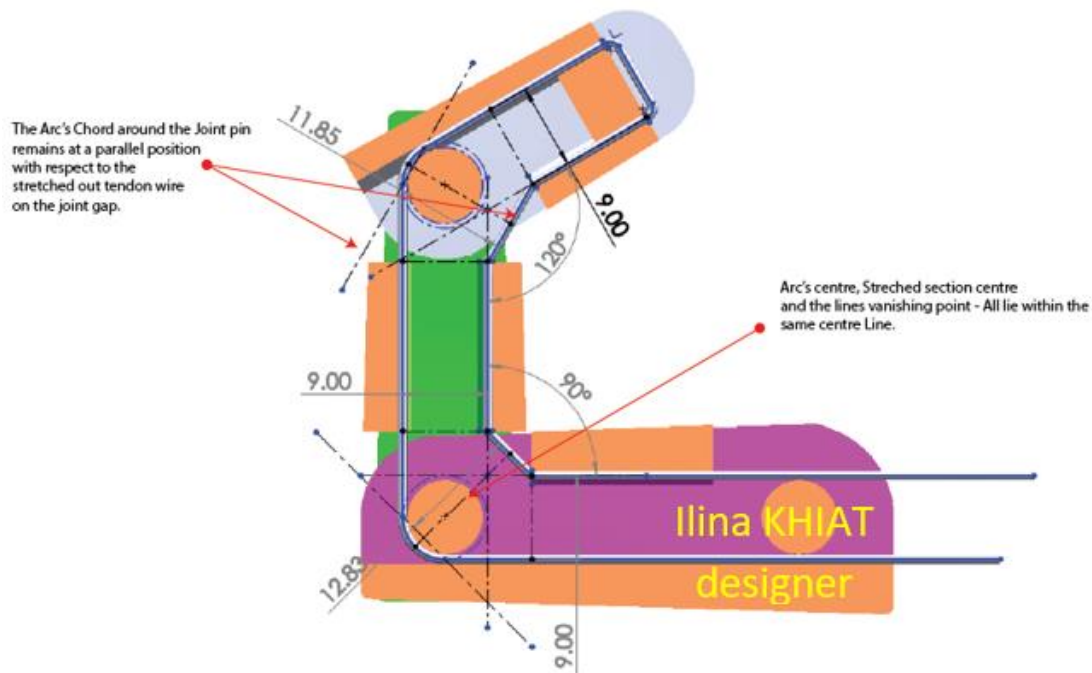 11.85
The Arc's Chord around the Joint pin
remains at a parallel position
with respect to the
stretched out tendon wire
on the joint gap.
9.00
120°
Arc's centre, Streched section centre
and the lines vanishing point - All lie within the
same centre Line.
9.00
90°
Ilina KHIAT
designer
12.83
9.00